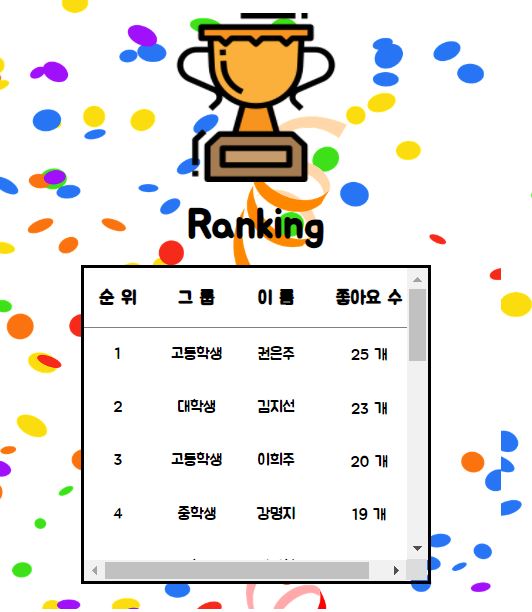 Ranking
순 위 그 룹 이 름 좋아요 수
1 고등학생 권은주 25 개
2 대학생 김지선 23 개
3 고등학생 이희주 20 개
4 중학생 강명지 19 개